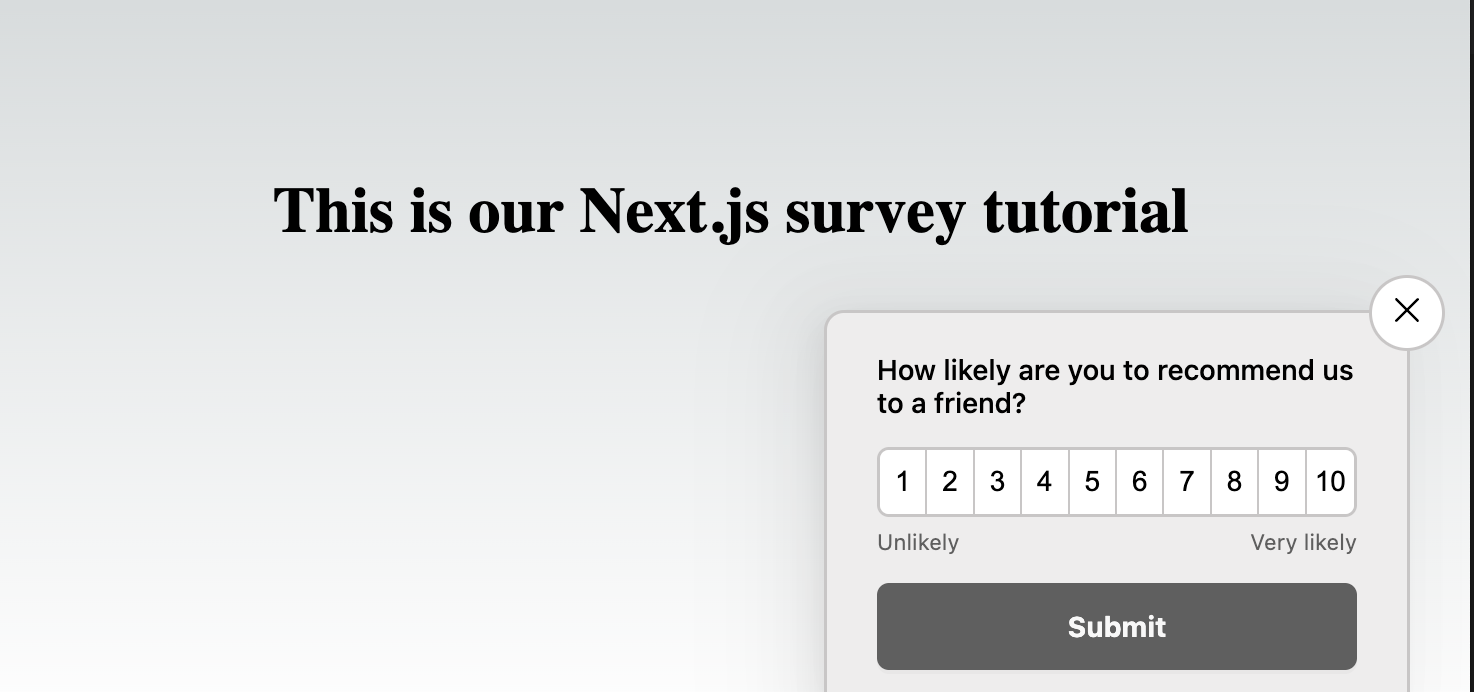 This is our Next.js survey tutorial
How likely are you to recommend us
to a friend?
1 2 3 4 5 6 7 8 9 10
Unlikely Very likely
Submit